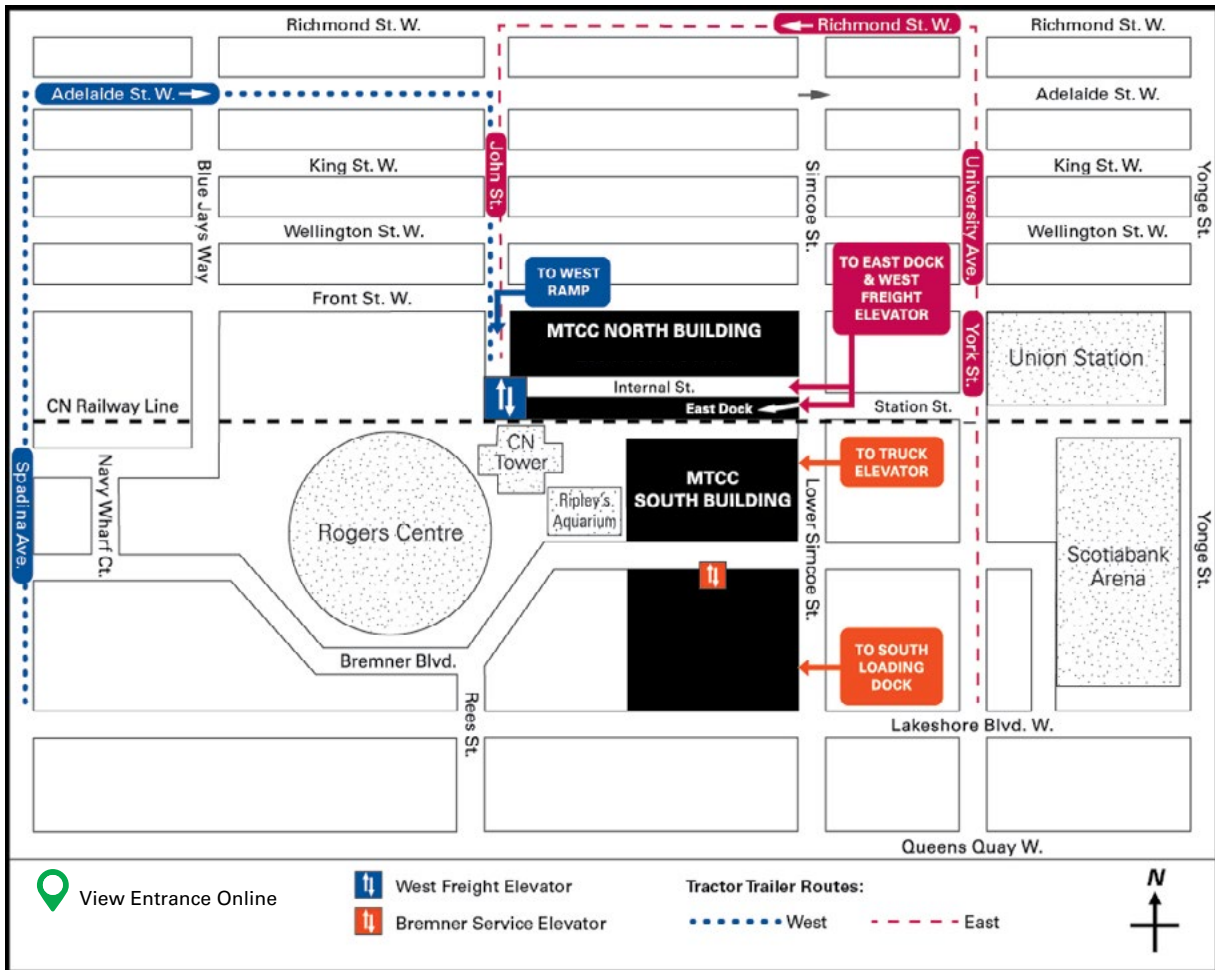 Richmond St. W.
Richmond St. W.
Richmond St. W.
Adelaide St. W.
Adelaide St. W.
John St.
King St. W.
King St. W.
Blue Jays Way
Simcoe St.
University Ave.
Yonge St.
Wellington St. W.
Wellington St. W.
TO WEST
RAMP
TO EAST DOCK
& WEST
FREIGHT
ELEVATOR
Front St. W.
MTCC NORTH BUILDING
York St.
Union Station
Internal St.
CN Railway Line
East Dock
Station St.
CN
Tower
TO TRUCK
ELEVATOR
Spadina Ave.
Navy Wharf Ct.
MTCC
SOUTH BUILDING
Ripley's
Aquarium
Rogers Centre
Lower Simcoe St.
Scotiabank
Arena
Yonge St.
TO SOUTH
LOADING
DOCK
Bremner Blvd.
Rees St.
Lakeshore Blvd. W.
Queens Quay W.
View Entrance Online
West Freight Elevator
Bremner Service Elevator
Tractor Trailer Routes:
West
East
N